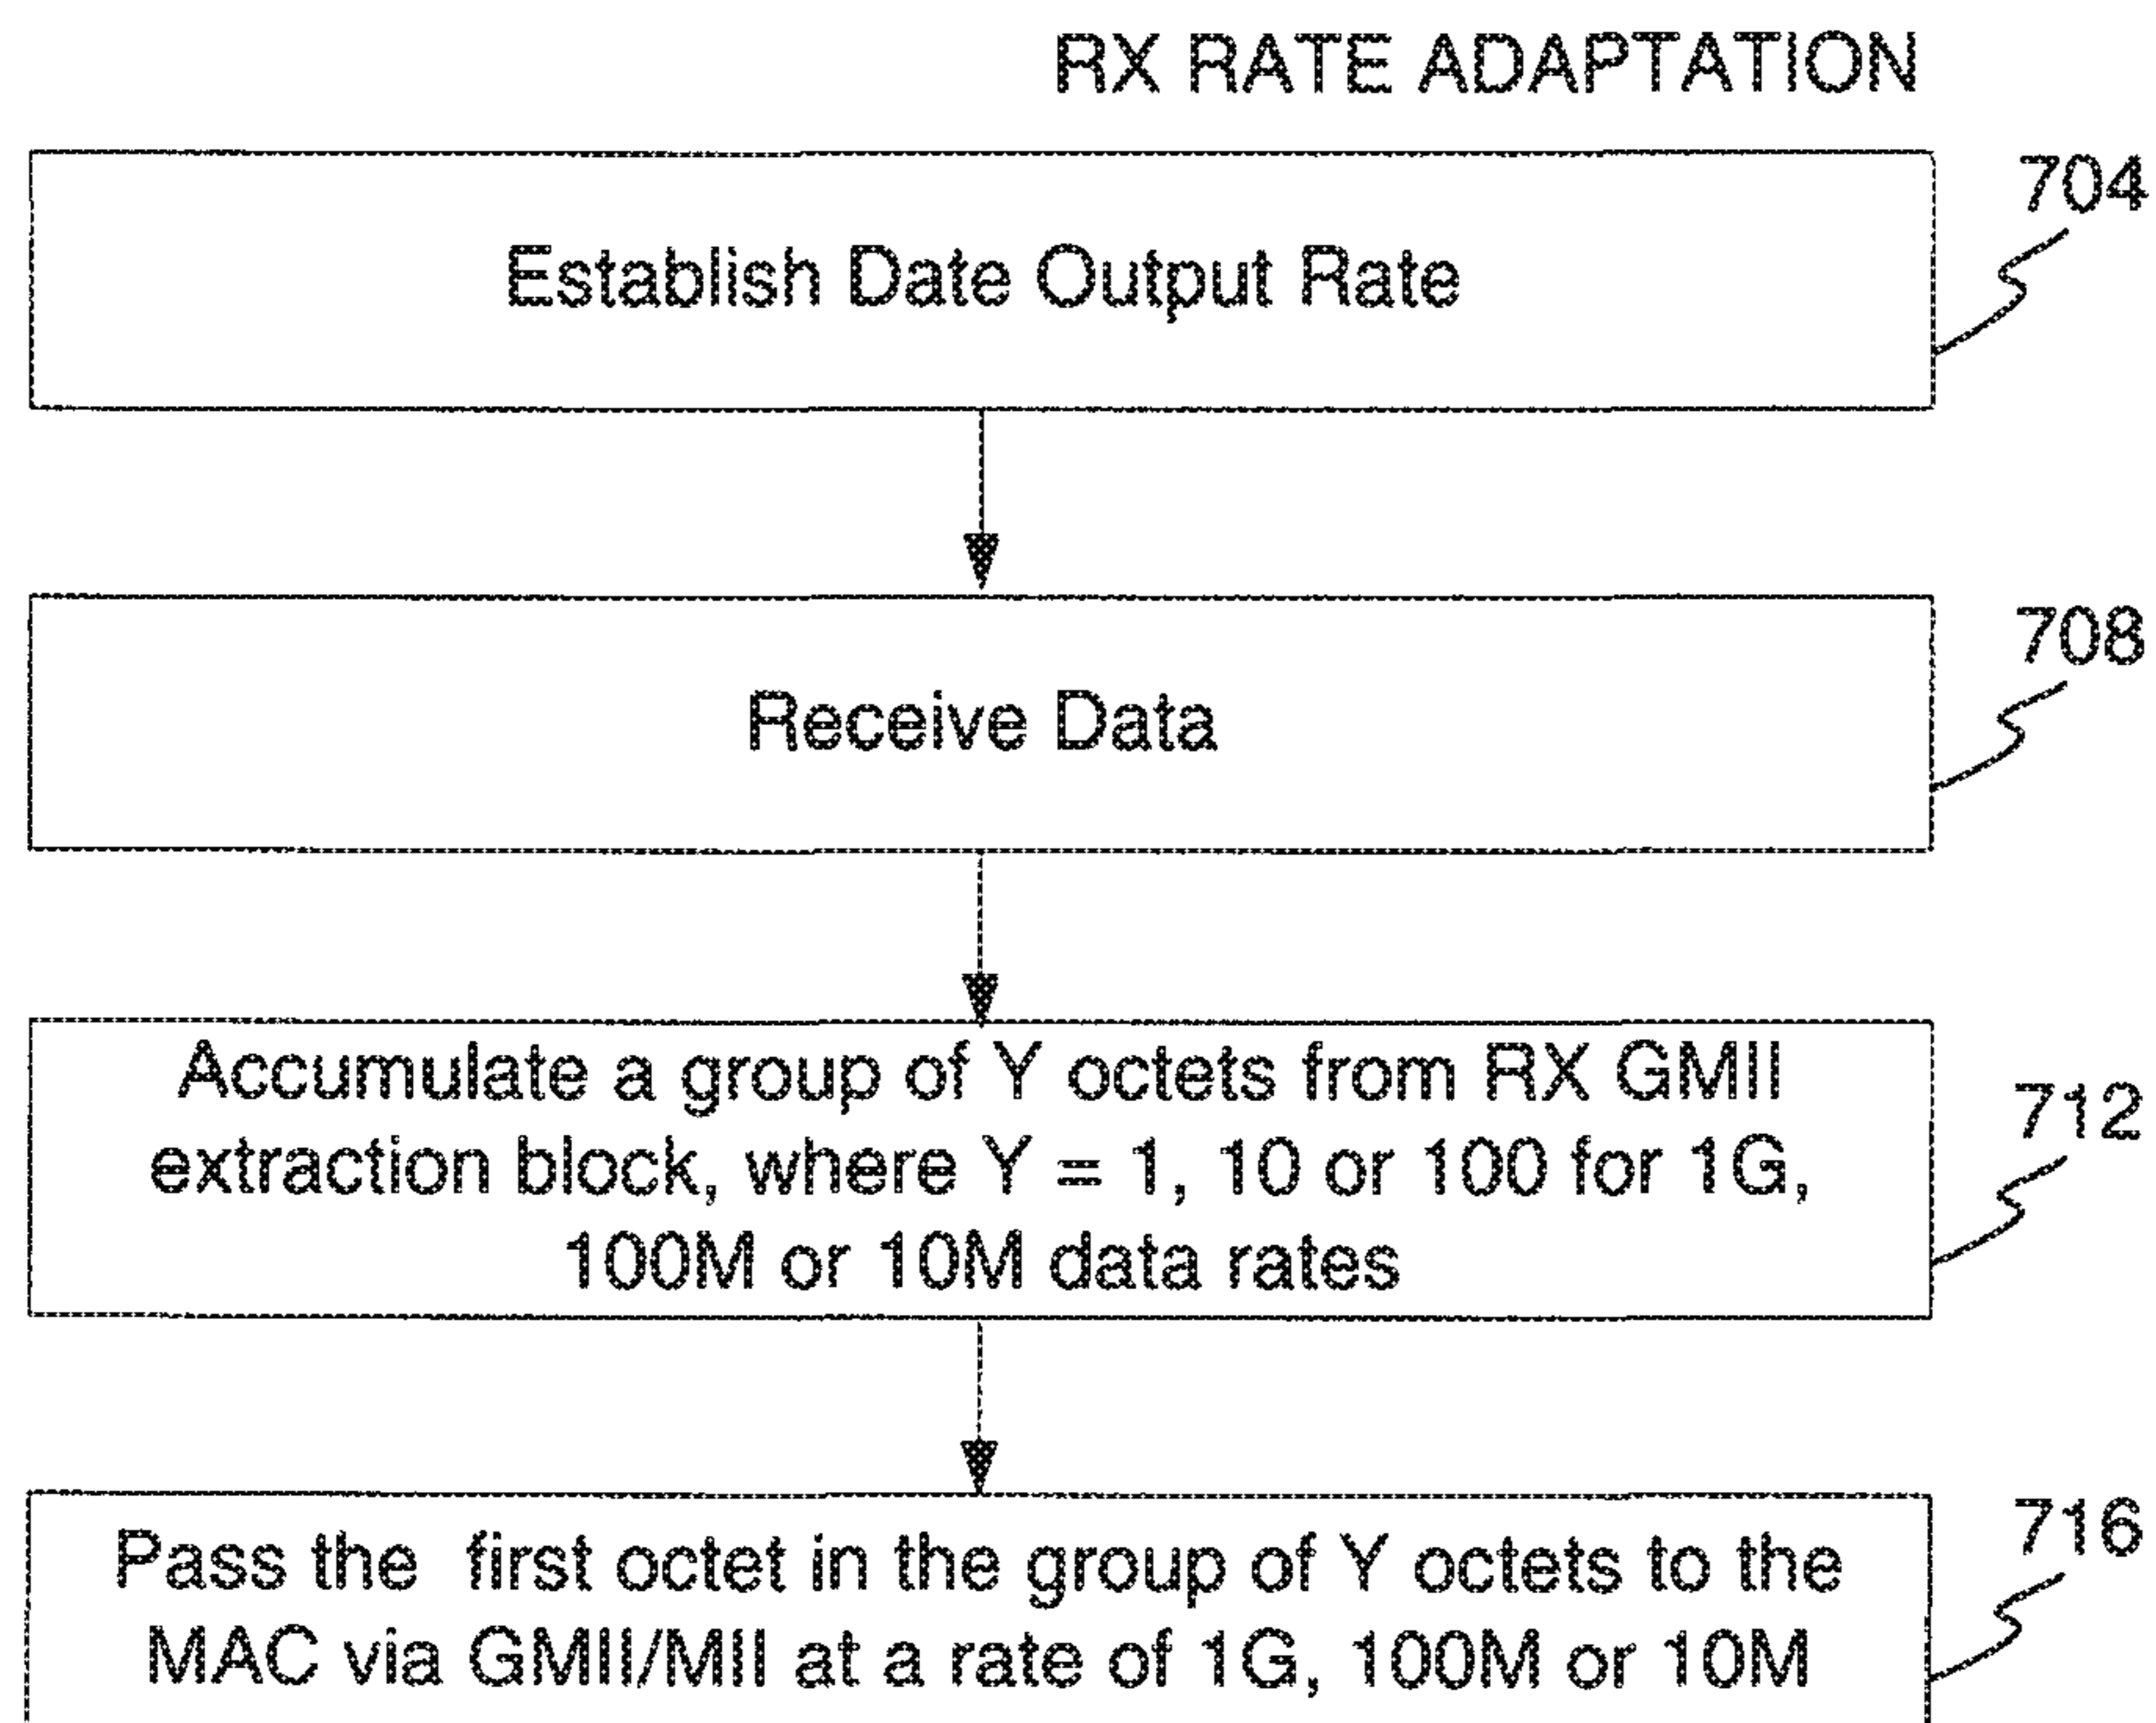 RX RATE ADAPTATION
704
Establish Date Output Rate
708
Receive Data
712
Accumulate a group of Y octets from RX GMII
extraction block, where Y = 1, 10 or 100 for 1G,
100M or 10M data rates
716
Pass the first octet in the group of Y octets to the
MAC via GMII/MII at a rate of 1G, 100M or 10M